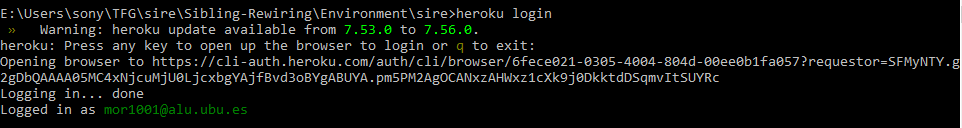 E:\Users\sony\TFG\sire\Sibling-Rewiring\Environment\sire>heroku login
» Warning: heroku update available from 7.53.0 to 7.56.0.
heroku: Press any key to open up the browser to login or q to exit:
Opening browser to https://cli-auth.heroku.com/auth/cli/browser/6fece021-0305-4004-804d-00ee0b1fa057?requestor=SFMyNTY.g
2gDbQAAAA05MC4xNjcuMjU0LjcxbgYAjfBvd3oBYgABUYA.pm5PM2AgOCANxzAHWxz1cXk9j0DkktdDSqmvItSUYRc
Logging in... done
Logged in as mor1001@alu.ubu.es